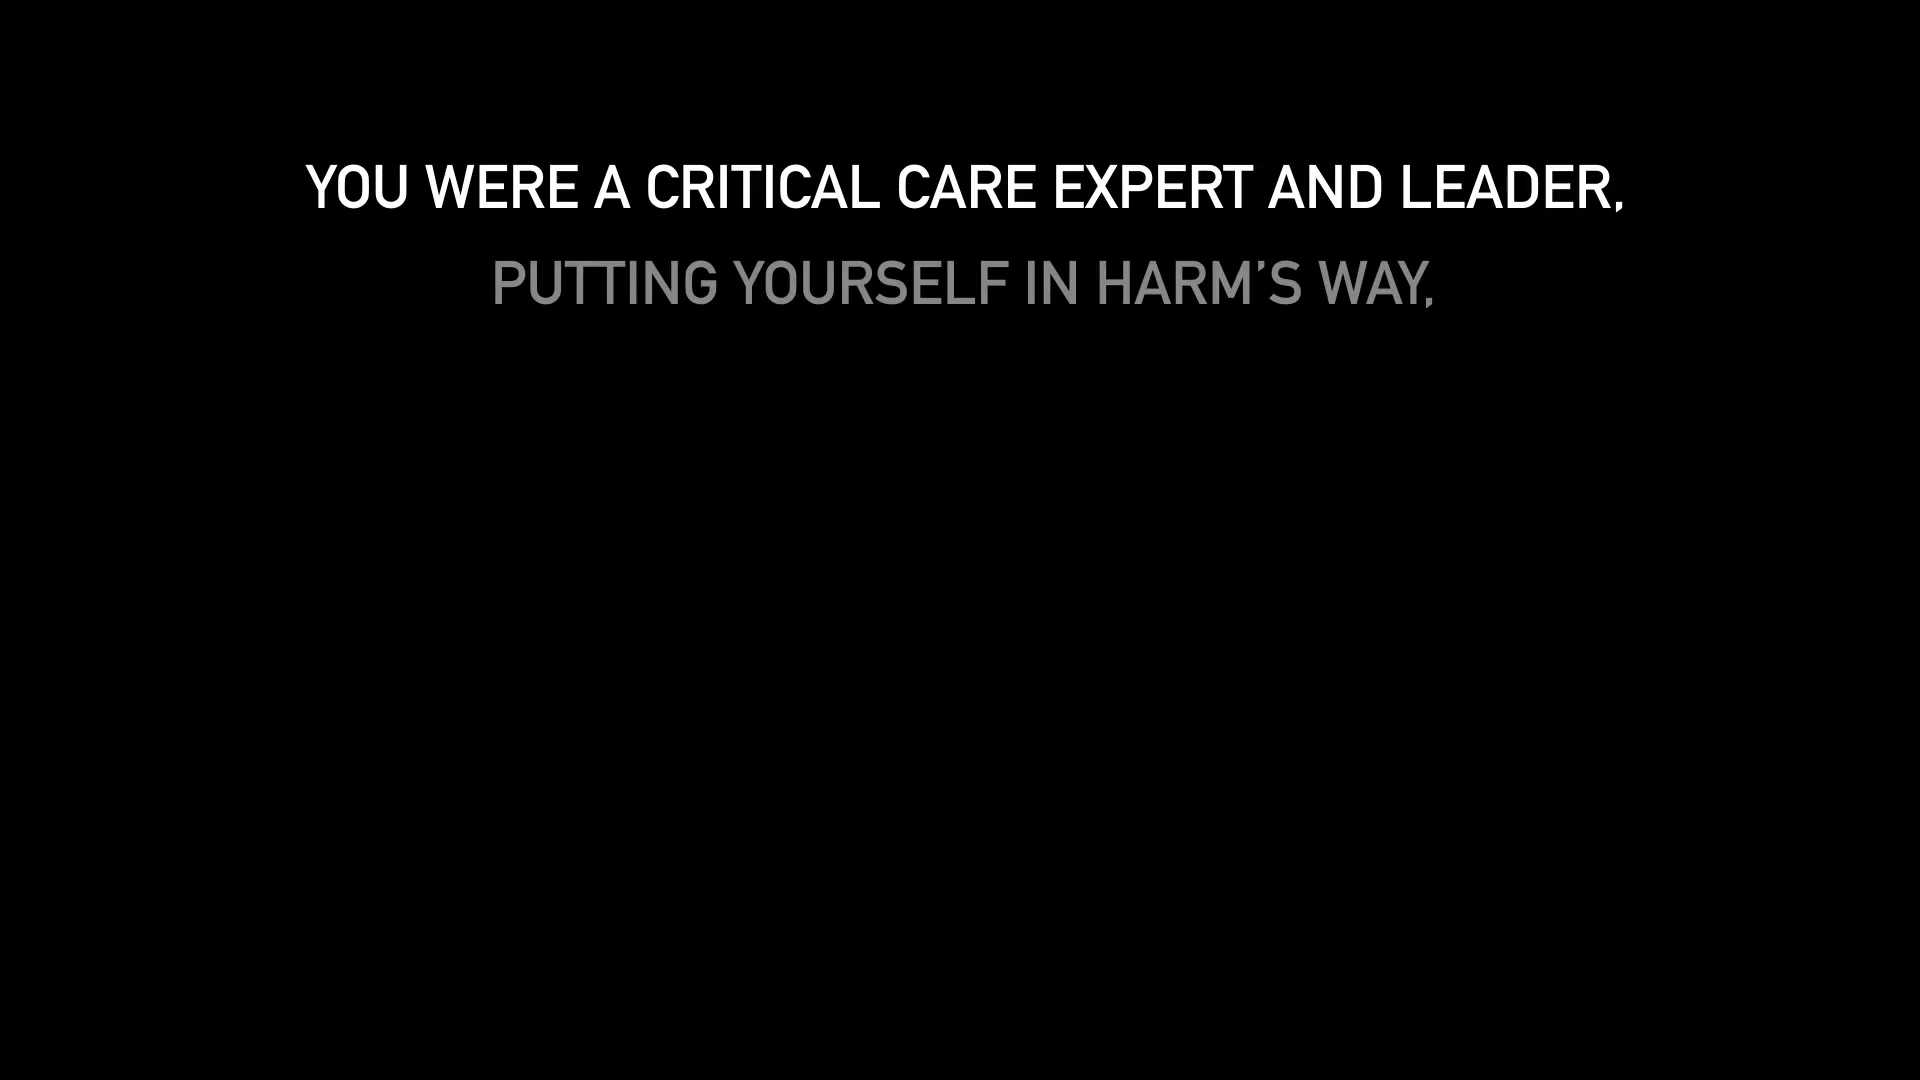 YOU WERE A CRITICAL CARE EXPERT AND LEADER,
PUTTING YOURSELF IN HARM’S WAY,